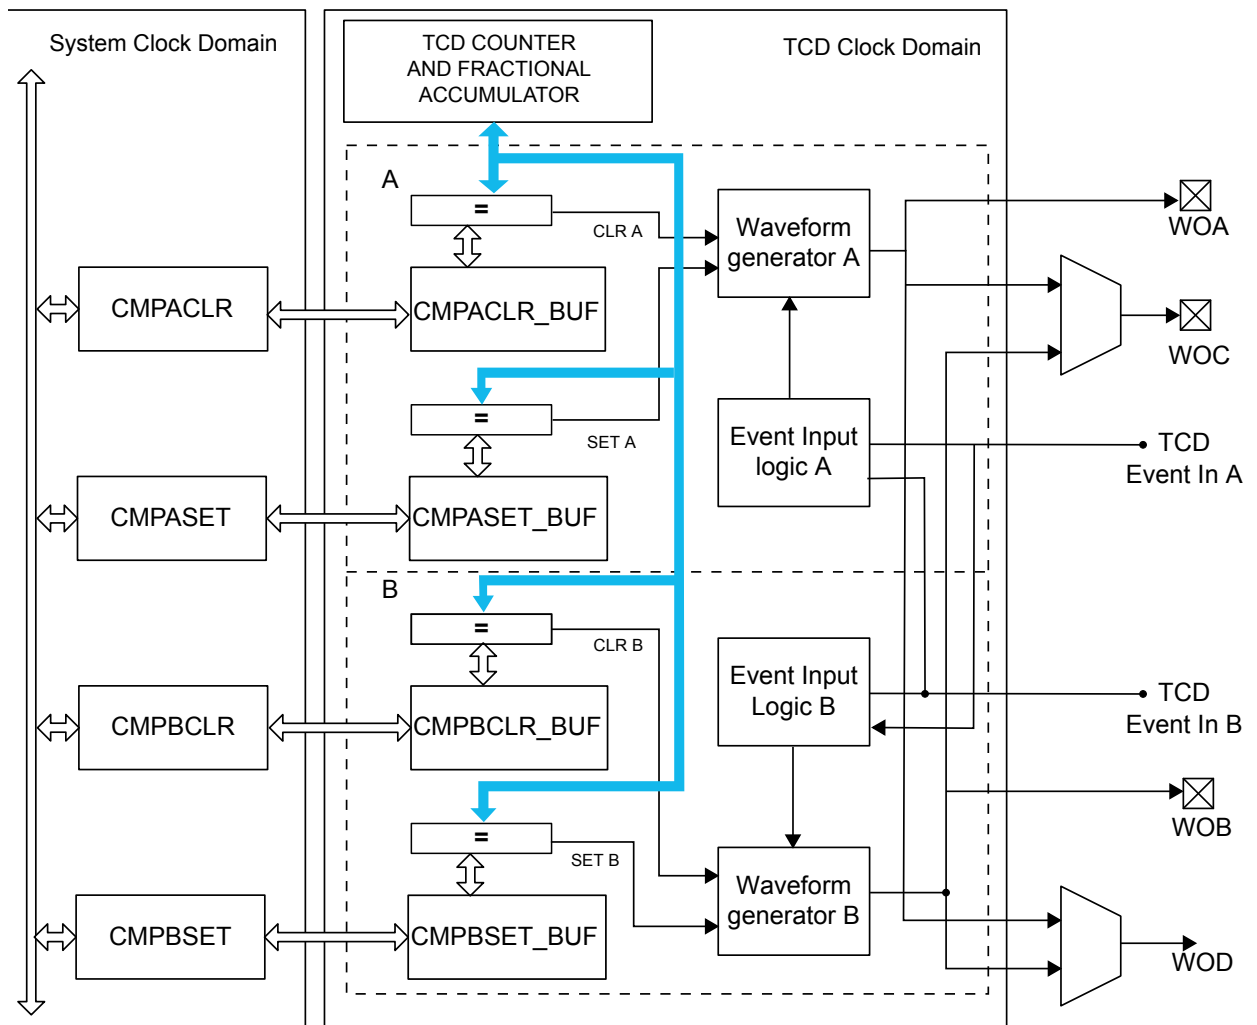 System Clock Domain
TCD COUNTER
AND FRACTIONAL
ACCUMULATOR
TCD Clock Domain
A
=
CLR A
Waveform
generator A
WOA
CMPACLR
CMPACLR_BUF
WOC
=
SET A
Event Input
logic A
TCD
Event In A
CMPASET
CMPASET_BUF
B
=
CLR B
Event Input
Logic B
TCD
Event In B
CMPBCLR
CMPBCLR_BUF
WOB
=
SET B
Waveform
generator B
CMPBSET
CMPBSET_BUF
WOD